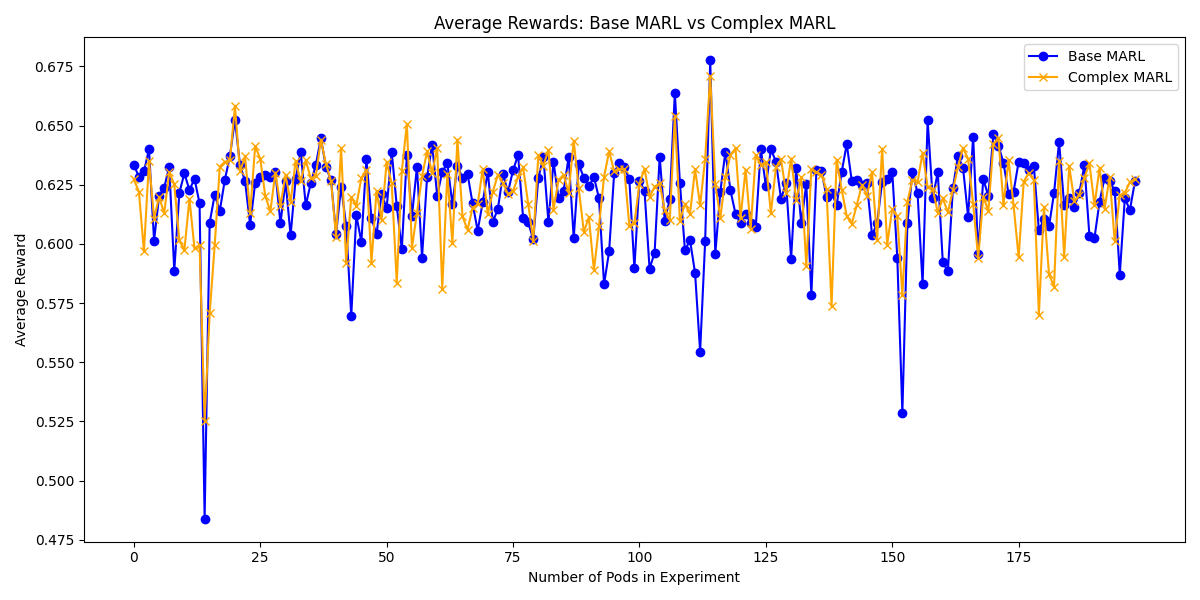 Average Rewards: Base MARL vs Complex MARL
Base MARL
Complex MARL
0.675
0.650
0.625
0.600
0.575
0.550
0.525
0.500
0.475
Average Reward
0 25 50 75 100 125 150 175
Number of Pods in Experiment